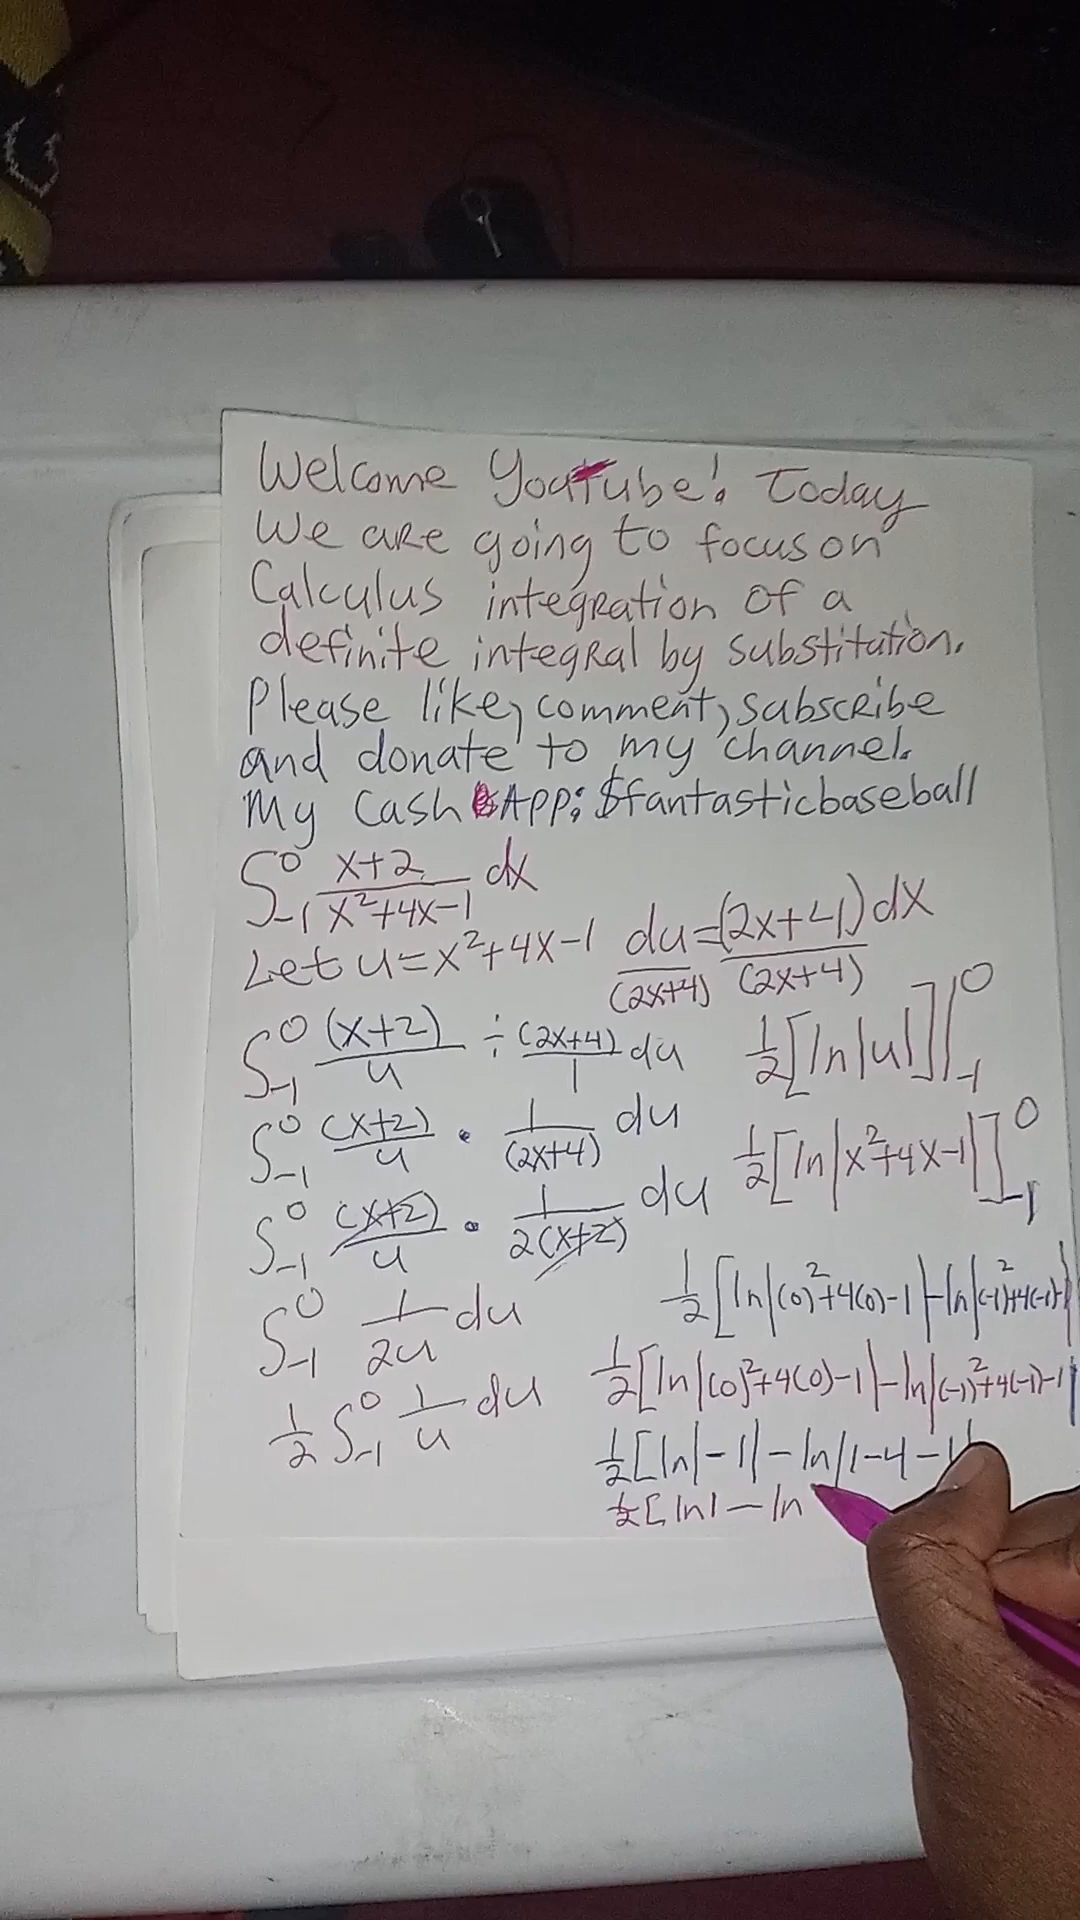 Welcome YouTube! Today
we are going to focus on
Calculus integration of a
definite integral by substitution.
Please like, comment, subscribe
and donate to my channel.
My Cash App: $fantasticbaseball
∫₋₁⁰ (x+2)/(x²+4x-1) dx
Let u=x²+4x-1 du/(2x+4) = (2x+4)dx/(2x+4)
∫₋₁⁰ (x+2)/u ÷ (2x+4)/1 du
∫₋₁⁰ (x+2)/u • 1/(2x+4) du
∫₋₁⁰ (x+2)/u • 1/2(x+2) du
∫₋₁⁰ 1/2u du
1/2 ∫₋₁⁰ 1/u du
1/2 [ln|u|]|₋₁⁰
1/2 [ln|x²+4x-1|]₋₁⁰
1/2 [ln|(0)²+4(0)-1|-ln|(-1)²+4(-1)-1|
1/2 [ln|(0)²+4(0)-1|-ln|(-1)²+4(-1)-1|
1/2 [ln|-1|-ln|1-4-1|
1/2 [ln1-ln